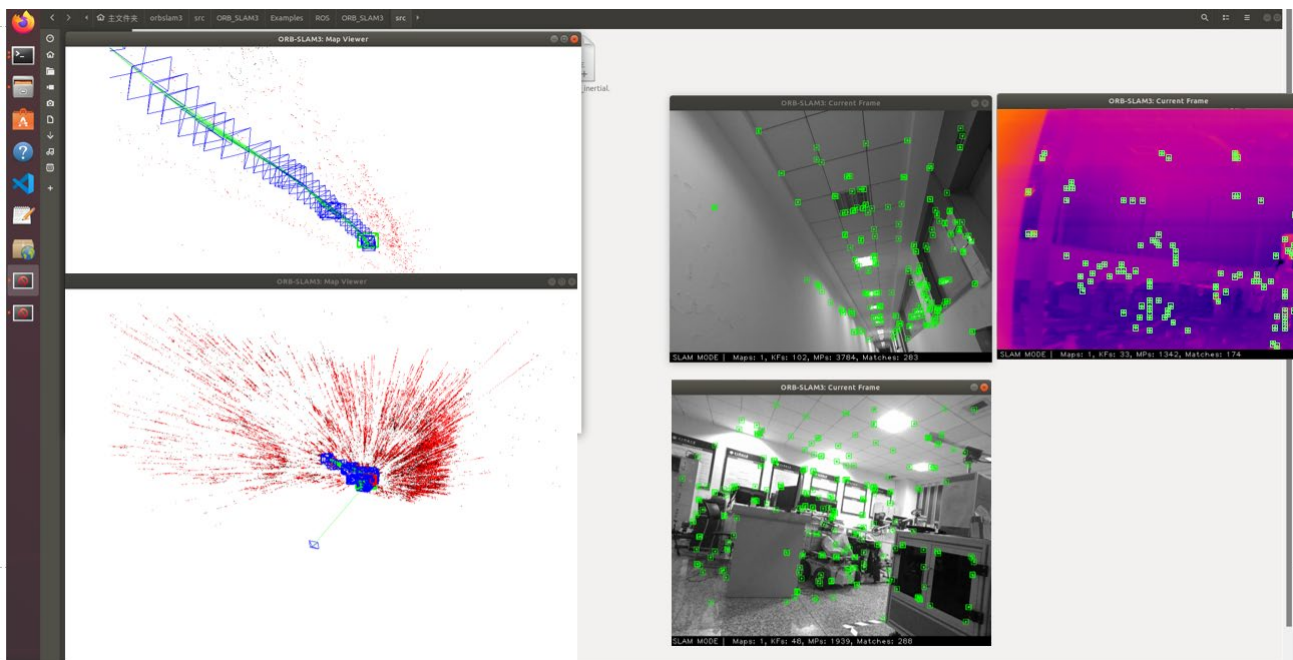 主文件夹 orbslam3 src ORB_SLAM3 Examples ROS ORB_SLAM3 src
ORB-SLAM3: Map Viewer
_inertial.
ORB-SLAM3: Current Frame
ORB-SLAM3: Current Frame
SLAM MODE | Maps: 1, KFs: 102, MPs: 3784, Matches: 283
SLAM MODE | Maps: 1, KFs: 33, MPs: 1342, Matches: 174
ORB-SLAM3: Map Viewer
ORB-SLAM3: Current Frame
SLAM MODE | Maps: 1, KFs: 48, MPs: 1939, Matches: 288